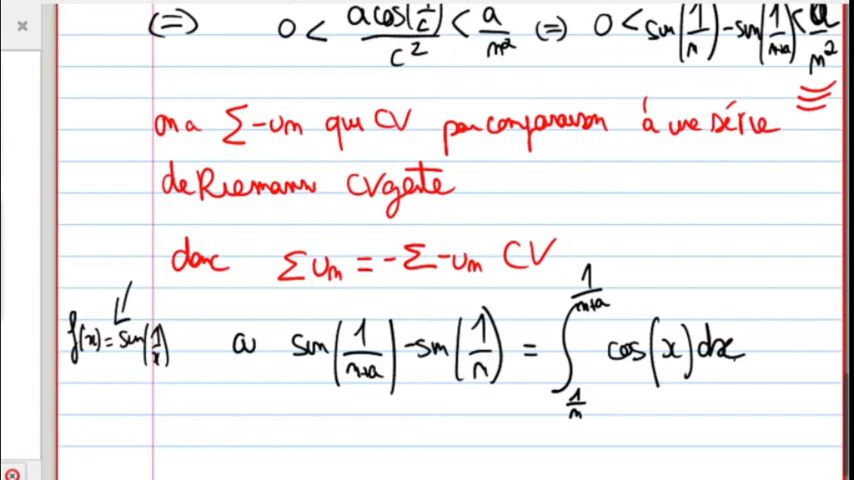 (=) 0 < acos(1/c)/c² < a/n² (=) 0 < sin(1/n) - sin(1/n+a) < a/n²
on a Σ-un qui CV par comparaison à une série
de Riemann CVgente
donc Σun = -Σ-un CV
f(x) = sin(1/x)
a sin(1/n+a) - sin(1/n) = ∫_{1/n}^{1/n+a} cos(x)dx